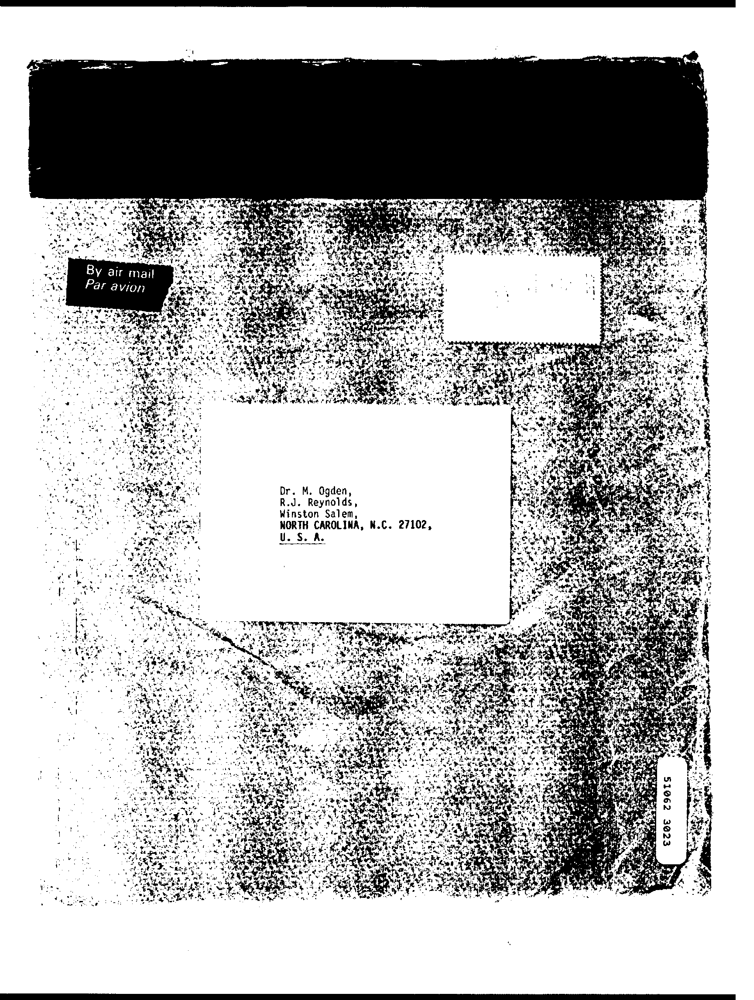 By air mail
Par avion
Dr. M. Ogden,
R.J. Reynolds,
Winston Salem,
NORTH CAROLINA, N.C. 27102,
U. S. A.
51062 3023